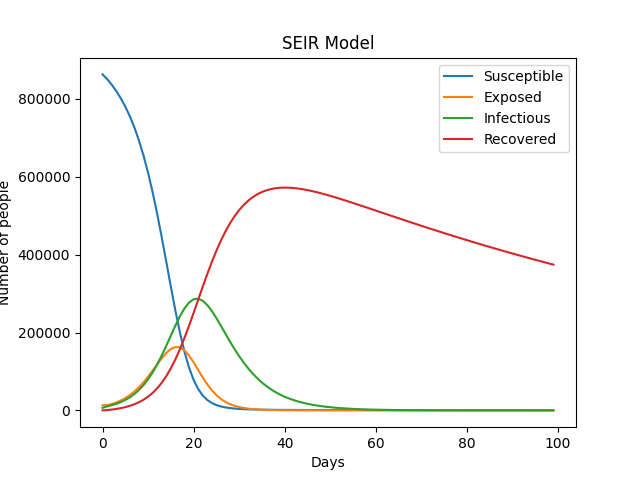 SEIR Model
Susceptible
Exposed
Infectious
Recovered
Number of people
800000
600000
400000
200000
0
0 20 40 60 80 100
Days